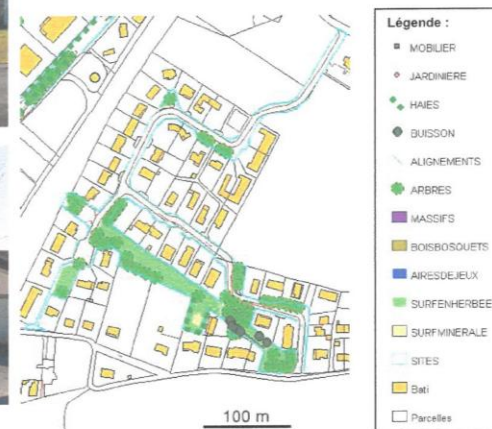 Légende :
MOBILIER
JARDINIERE
HAIES
BUISSON
ALIGNEMENTS
ARBRES
MASSIFS
BOISBOSQUETS
AIRESDEJEUX
SURFENHERBEE
SURFMINERALE
SITES
Bati
Parcelles
100 m